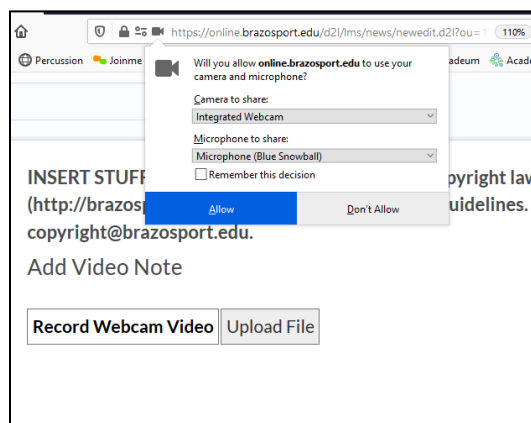 https://online.brazosport.edu/d2l/lms/news/newedit.d2l?ou=
110%
Percussion
Joinme
adeum
Acade
Will you allow online.brazosport.edu to use your
camera and microphone?
Camera to share:
Integrated Webcam
Microphone to share:
Microphone (Blue Snowball)
Remember this decision
Allow
Don't Allow
INSERT STUFF
pyright law
(http://brazosp
uidelines.
copyright@brazosport.edu.
Add Video Note
Record Webcam Video
Upload File